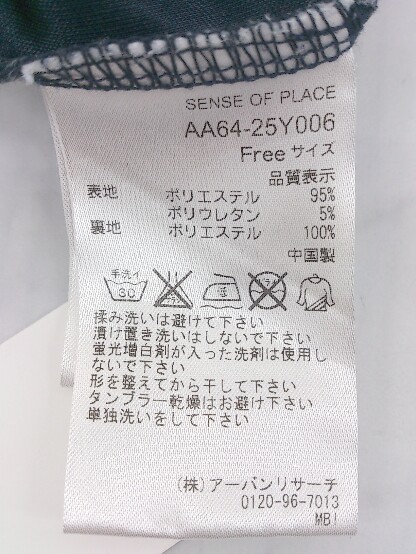 SENSE OF PLACE
AA64-25Y006
Free サイズ
品質表示
表地 ポリエステル 95%
ポリウレタン 5%
裏地 ポリエステル 100%
中国製
手洗イ
30
揉み洗いは避けて下さい
漬け置き洗いはしないで下さい
蛍光増白剤が入った洗剤は使用し
ないで下さい
形を整えてから干して下さい
タンブラー乾燥はお避け下さい
単独洗いをして下さい
(株)アーバンリサーチ
0120-96-7013
MBI